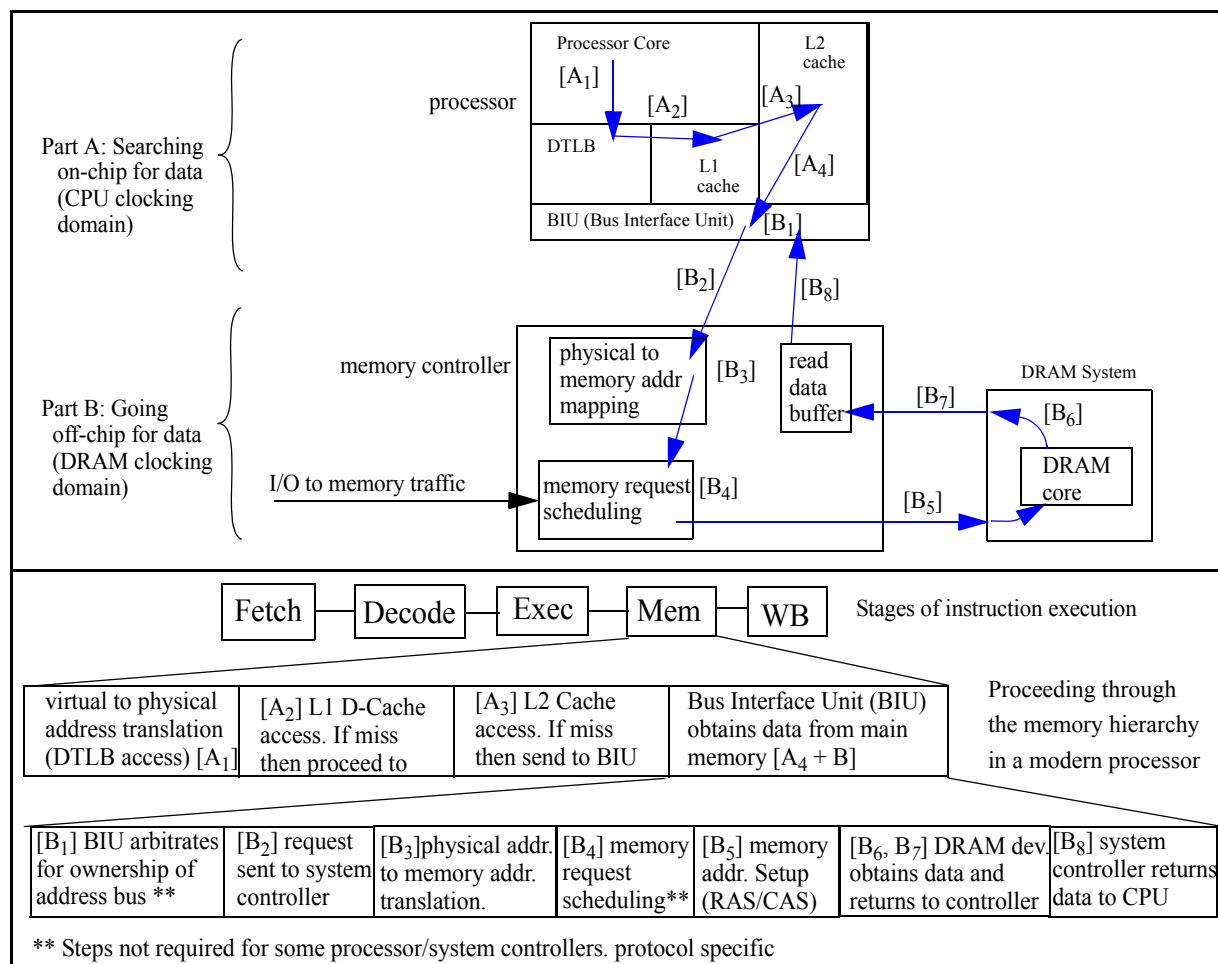 Processor Core
L2
cache
[A1]
[A2]
[A3]
processor
DTLB
L1
cache
[A4]
BIU (Bus Interface Unit)
[B1]
Part A: Searching
on-chip for data
(CPU clocking
domain)
[B2]
[B8]
memory controller
physical to
memory addr
mapping
[B3]
read
data
buffer
DRAM System
[B7]
[B6]
DRAM
core
Part B: Going
off-chip for data
(DRAM clocking
domain)
I/O to memory traffic
memory request
scheduling
[B4]
[B5]
Fetch
Decode
Exec
Mem
WB
Stages of instruction execution
virtual to physical
address translation
(DTLB access) [A1]
[A2] L1 D-Cache
access. If miss
then proceed to
[A3] L2 Cache
access. If miss
then send to BIU
Bus Interface Unit (BIU)
obtains data from main
memory [A4 + B]
Proceeding through
the memory hierarchy
in a modern processor
[B1] BIU arbitrates
for ownership of
address bus **
[B2] request
sent to system
controller
[B3]physical addr.
to memory addr.
translation.
[B4] memory
request
scheduling**
[B5] memory
addr. Setup
(RAS/CAS)
[B6, B7] DRAM dev.
obtains data and
returns to controller
[B8] system
controller returns
data to CPU
** Steps not required for some processor/system controllers. protocol specific